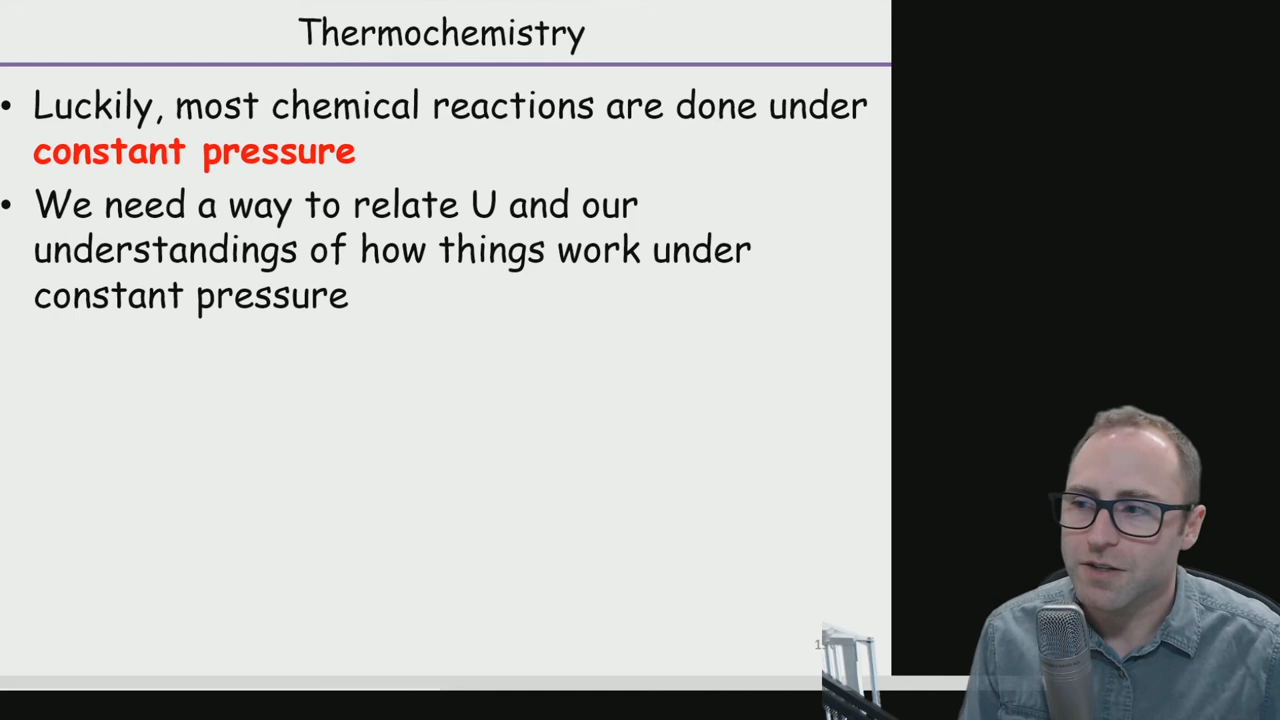 Thermochemistry
• Luckily, most chemical reactions are done under
constant pressure
• We need a way to relate U and our
understandings of how things work under
constant pressure